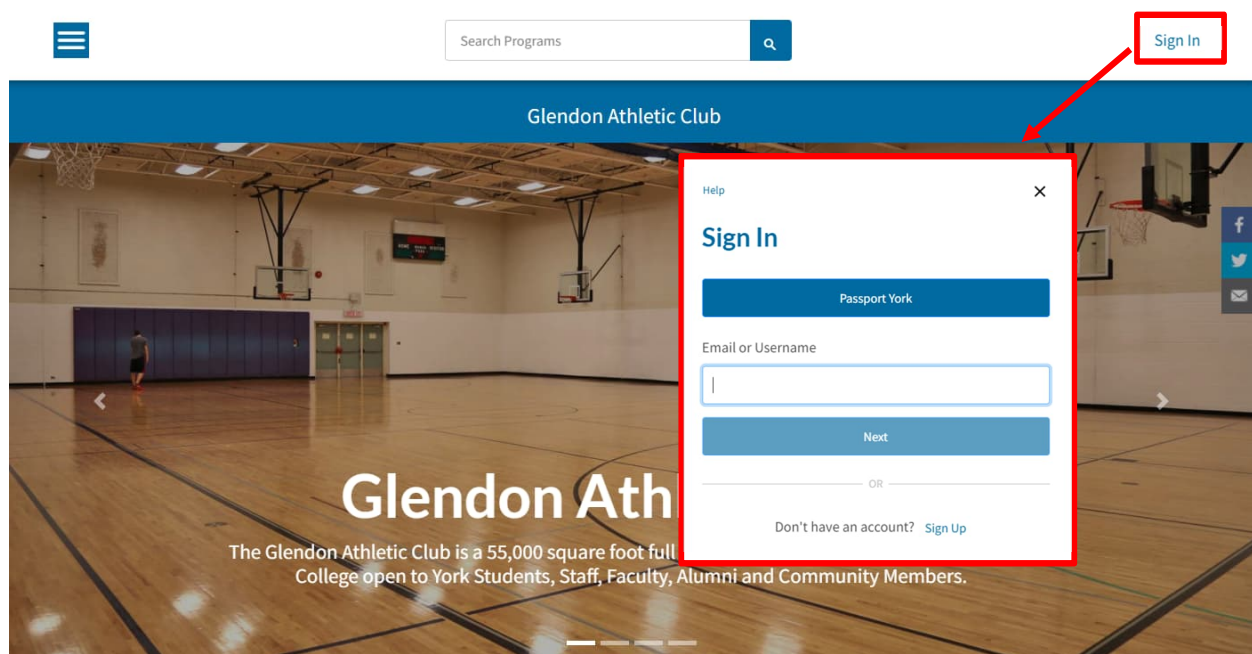 Search Programs
Sign In
Glendon Athletic Club
Help
Sign In
Passport York
Email or Username
Next
OR
Don't have an account? Sign Up
Glendon Ath
The Glendon Athletic Club is a 55,000 square foot full
College open to York Students, Staff, Faculty, Alumni and Community Members.